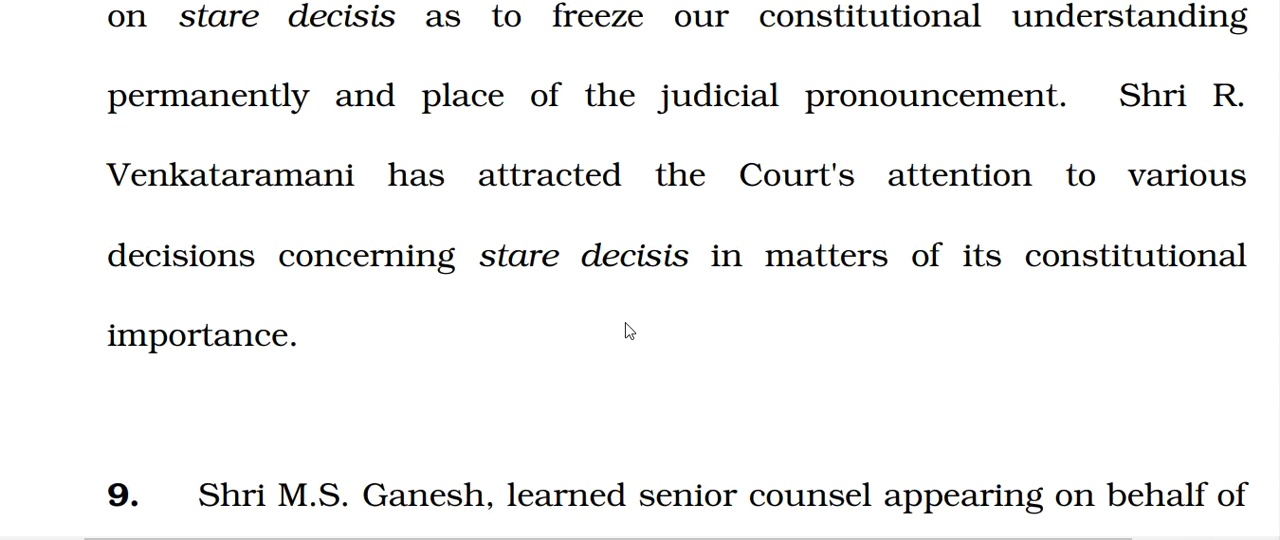 on stare decisis as to freeze our constitutional understanding
permanently and place of the judicial pronouncement. Shri R.
Venkataramani has attracted the Court's attention to various
decisions concerning stare decisis in matters of its constitutional
importance.
9. Shri M.S. Ganesh, learned senior counsel appearing on behalf of